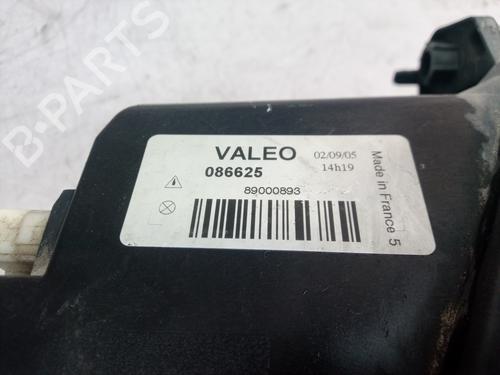 VALEO
02/09/05
086625
14h19
89000893
Made in France 5
B-PARTS